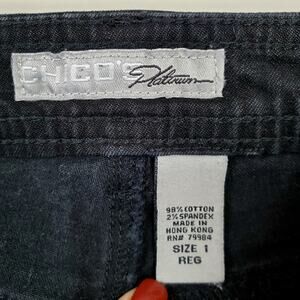 CHICO'S Platinum
98% COTTON
2% SPANDEX
MADE IN
HONG KONG
RN# 79984
SIZE 1
REG